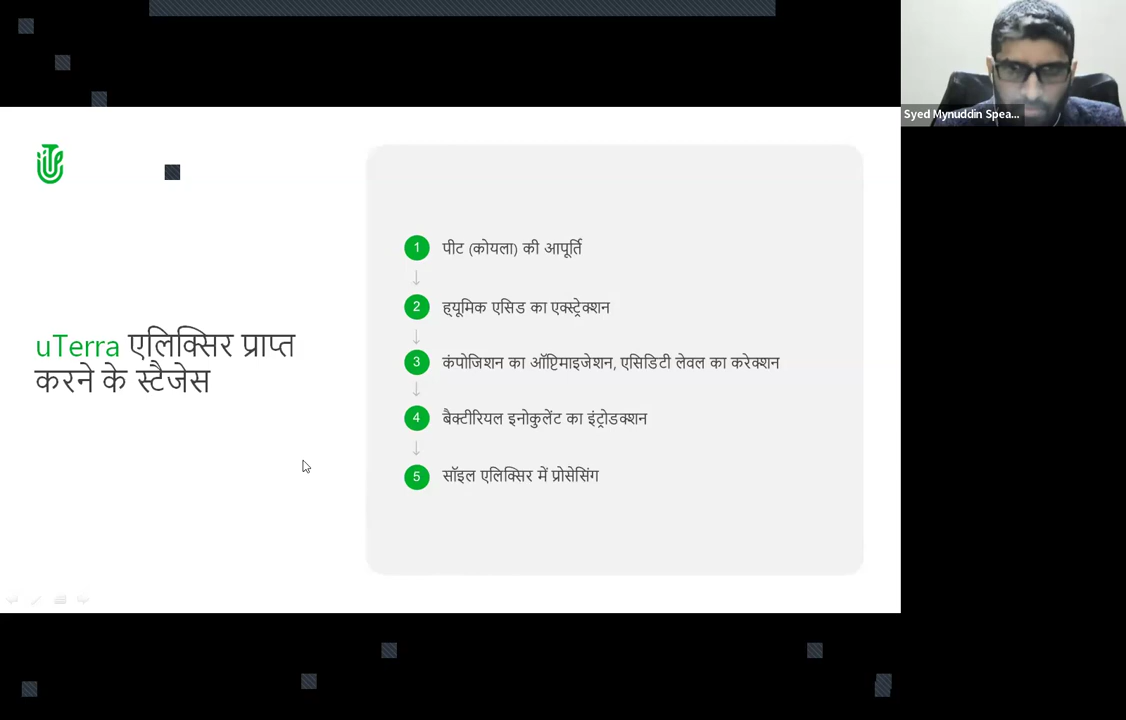 Syed Mynuddin Spea...
uTerra एलिक्सिर प्राप्त
करने के स्टैजेस
1 पीट (कोयला) की आपूर्ति
2 ह्यूमिक एसिड का एक्स्ट्रेक्शन
3 कंपोजिशन का ऑप्टिमाइजेशन, एसिडिटी लेवल का करेक्शन
4 बैक्टीरियल इनोकुलेंट का इंट्रोडक्शन
5 सॉइल एलिक्सिर में प्रोसेसिंग